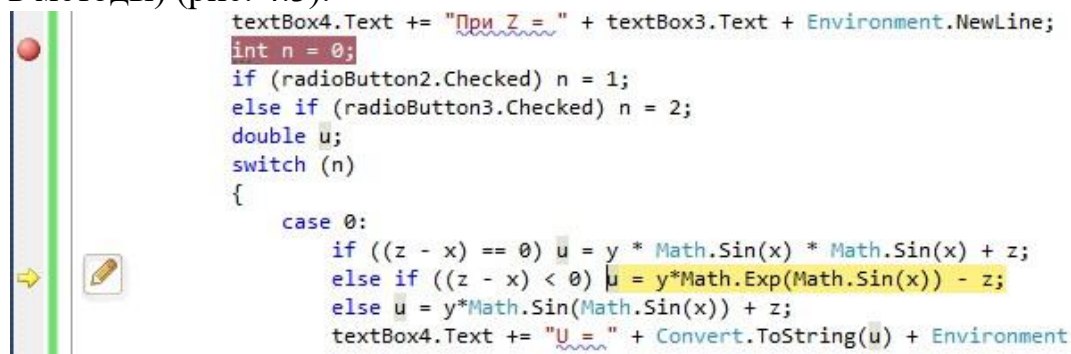 textBox4.Text += "При Z = " + textBox3.Text + Environment.NewLine;
int n = 0;
if (radioButton2.Checked) n = 1;
else if (radioButton3.Checked) n = 2;
double u;
switch (n)
{
case 0:
if ((z - x) == 0) u = y * Math.Sin(x) * Math.Sin(x) + z;
else if ((z - x) < 0) u = y*Math.Exp(Math.Sin(x)) - z;
else u = y*Math.Sin(Math.Sin(x)) + z;
textBox4.Text += "U = " + Convert.ToString(u) + Environment